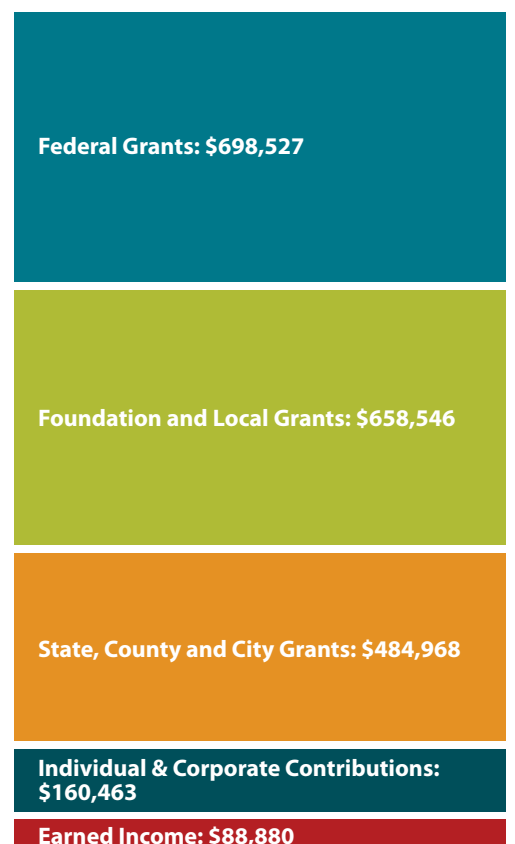 Federal Grants: $698,527
Foundation and Local Grants: $658,546
State, County and City Grants: $484,968
Individual & Corporate Contributions:
$160,463
Earned Income: $88,880